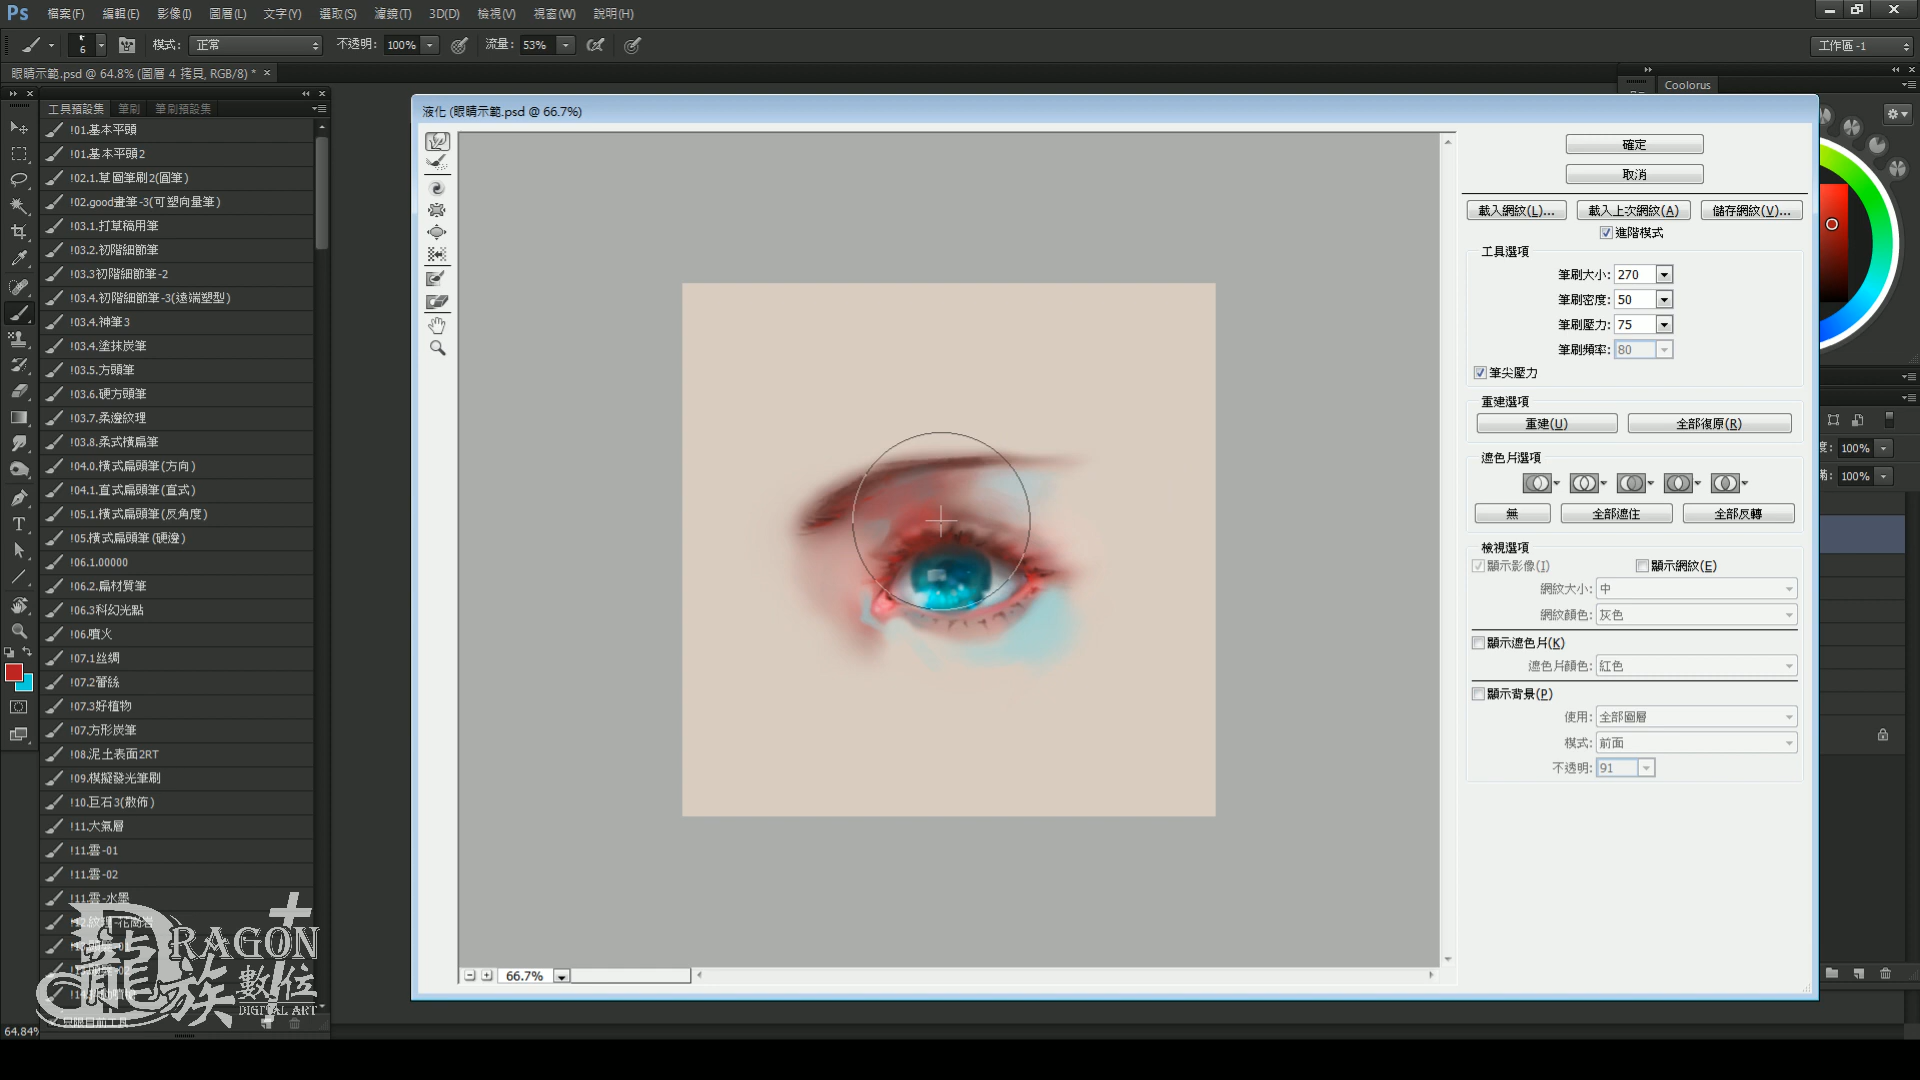 Ps 檔案(F) 編輯(E) 影像(I) 圖層(L) 文字(Y) 選取(S) 濾鏡(T) 3D(D) 檢視(V) 視窗(W) 說明(H)
6 模式: 正常 不透明: 100% 流量: 53% 工作區 -1
眼睛示範.psd @ 64.8% (圖層 4 拷貝, RGB/8) * ×
工具預設集 筆刷 筆刷預設集
Coolorus
!01.基本平頭
!01.基本平頭2
!02.1.草圖筆刷2(圓筆)
!02.good畫筆-3(可塑向量筆)
!03.1.打草稿用筆
!03.2.初階細節筆
!03.3初階細節筆-2
!03.4.初階細節筆-3(遠端塑型)
!03.4.神筆3
!03.4.塗抹炭筆
!03.5.方頭筆
!03.6.硬方頭筆
!03.7.柔邊紋理
!03.8.柔式橫扁筆
!04.0.橫式扁頭筆(方向)
!04.1.直式扁頭筆(直式)
!05.1.橫式扁頭筆(反角度)
!05.橫式扁頭筆(硬邊)
!06.1.00000
!06.2.扁材質筆
!06.3科幻光點
!06.噴火
!07.1絲綢
!07.2蕾絲
!07.3好植物
!07.方形炭筆
!08.泥土表面2RT
!09.模擬發光筆刷
!10.巨石3(散佈)
!11.大氣層
!11.雲-01
!11.雲-02
!11.雲-水墨
只限目前工具
64.84%
DRAGON
龍族數位
DIGITAL ART
液化 (眼睛示範.psd @ 66.7%)
66.7%
確定
取消
載入網紋(L)... 載入上次網紋(A) 儲存網紋(V)...
進階模式
工具選項
筆刷大小: 270
筆刷密度: 50
筆刷壓力: 75
筆刷頻率: 80
筆尖壓力
重建選項
重建(U) 全部復原(R)
遮色片選項
無 全部遮住 全部反轉
檢視選項
顯示影像(I) 顯示網紋(E)
網紋大小: 中
網紋顏色: 灰色
顯示遮色片(K)
遮色片顏色: 紅色
顯示背景(P)
使用: 全部圖層
模式: 前面
不透明: 91
度: 100%
滿: 100%